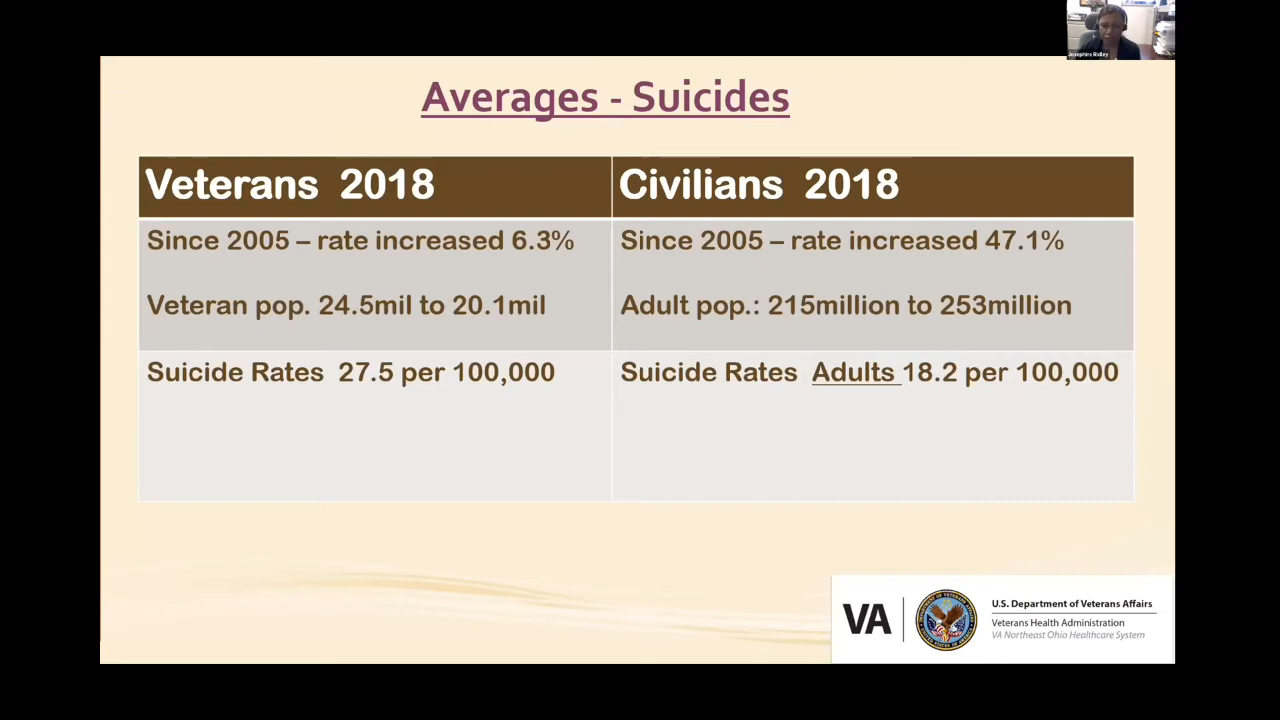 Josephine Ridley
Averages - Suicides
Veterans 2018
Civilians 2018
Since 2005 – rate increased 6.3%
Veteran pop. 24.5mil to 20.1mil
Since 2005 – rate increased 47.1%
Adult pop.: 215million to 253million
Suicide Rates 27.5 per 100,000
Suicide Rates Adults 18.2 per 100,000
VA
U.S. Department of Veterans Affairs
Veterans Health Administration
VA Northeast Ohio Healthcare System